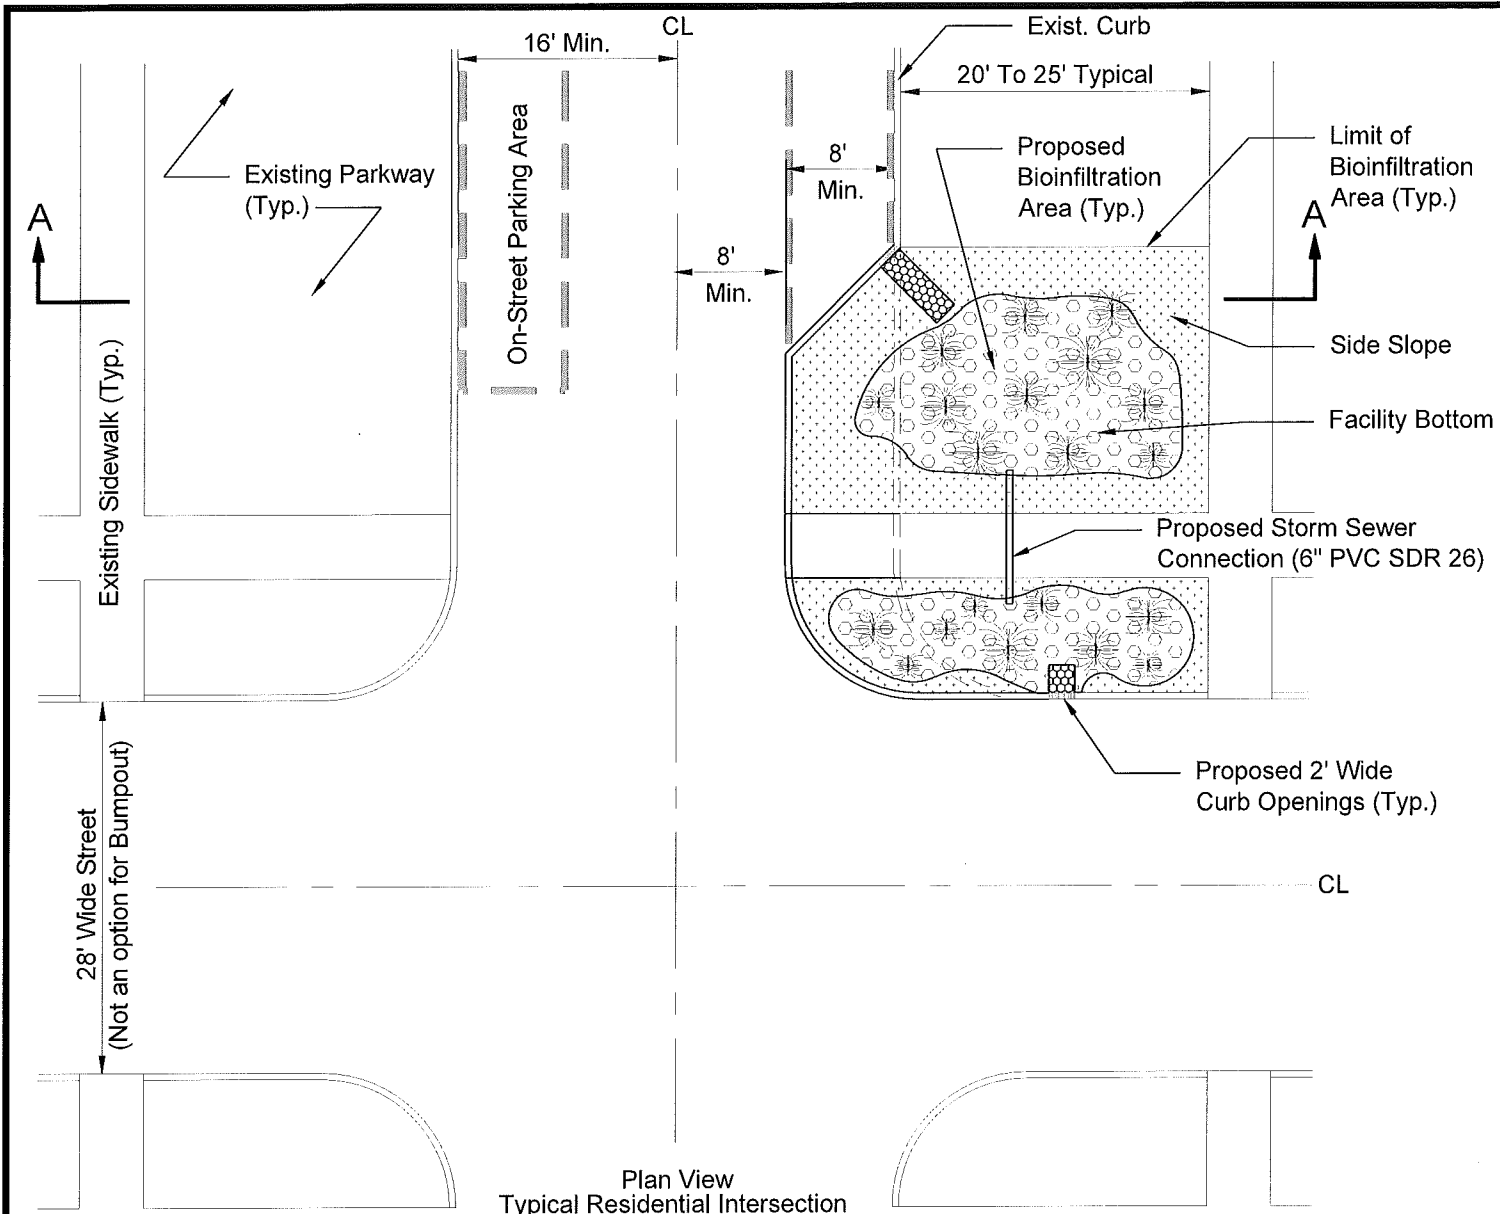 CL
16' Min.
Exist. Curb
20' To 25' Typical
On-Street Parking Area
8'
Min.
Proposed
Bioinfiltration
Area (Typ.)
Limit of
Bioinfiltration
Area (Typ.)
Existing Parkway
(Typ.)
A
A
8'
Min.
Side Slope
Existing Sidewalk (Typ.)
Facility Bottom
Proposed Storm Sewer
Connection (6" PVC SDR 26)
Proposed 2' Wide
Curb Openings (Typ.)
28' Wide Street
(Not an option for Bumpout)
CL
Plan View
Typical Residential Intersection